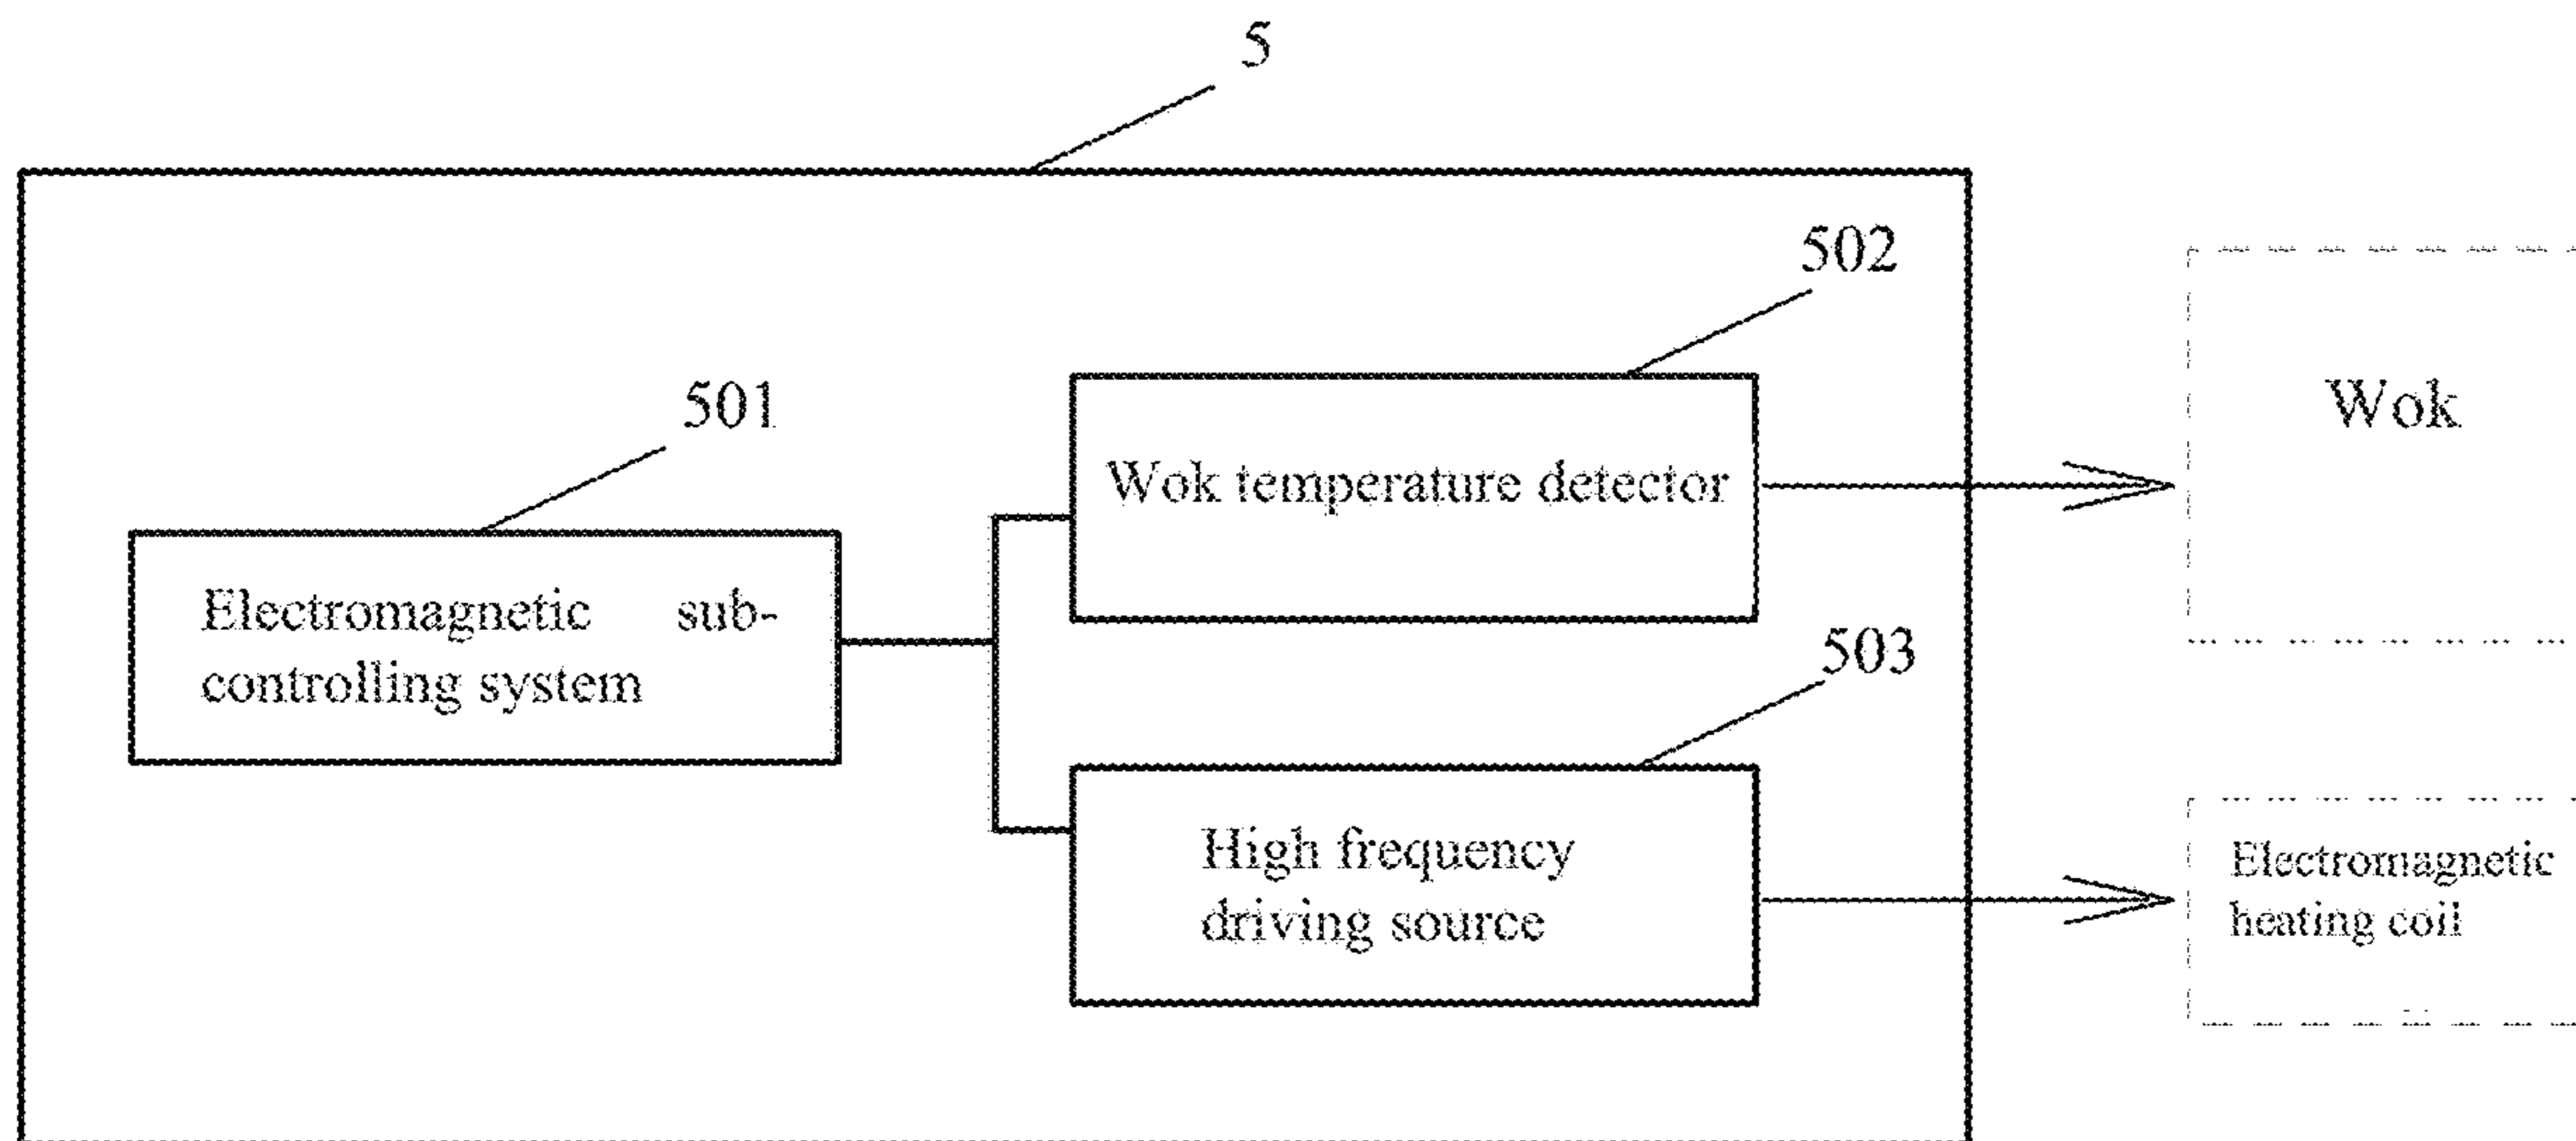 5
502
Wok
501
Wok temperature detector
Electromagnetic sub-
controlling system
503
High frequency
driving source
Electromagnetic
heating coil